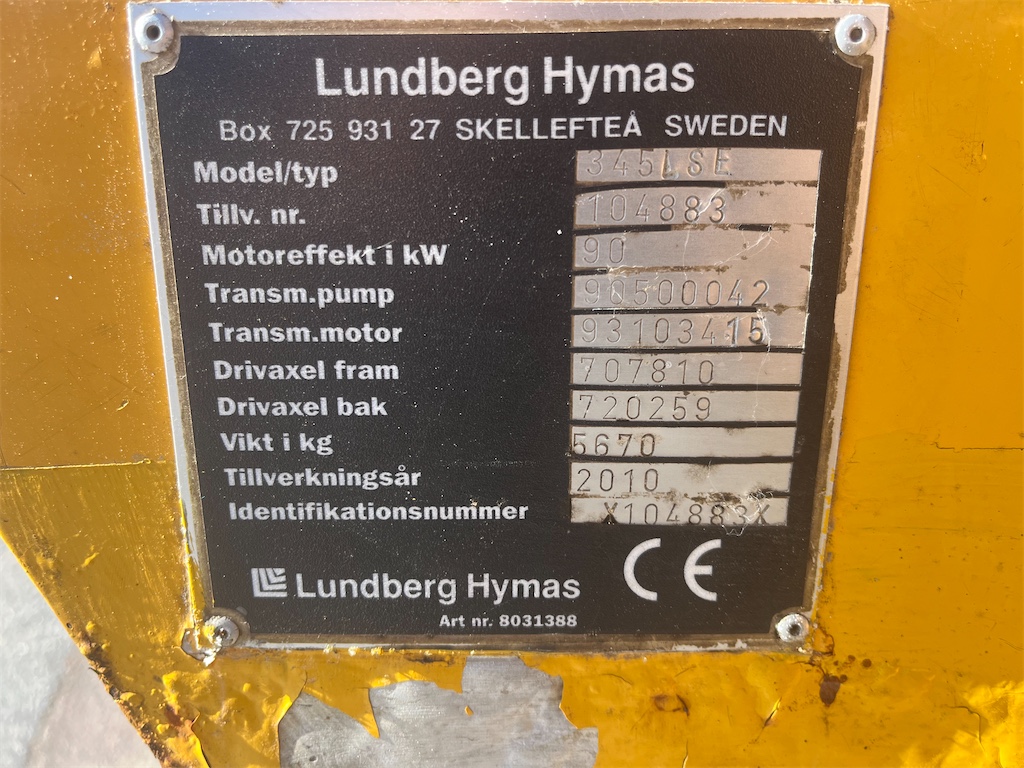 Lundberg Hymas
Box 725 931 27 SKELLEFTEÅ SWEDEN
Model/typ 345LSE
Tillv. nr. 104883
Motoreffekt i kW 90
Transm.pump 90500042
Transm.motor 93103415
Drivaxel fram 707810
Drivaxel bak 720259
Vikt i kg 5670
Tillverkningsår 2010
Identifikationsnummer X104883X
Lundberg Hymas CE
Art nr. 8031388